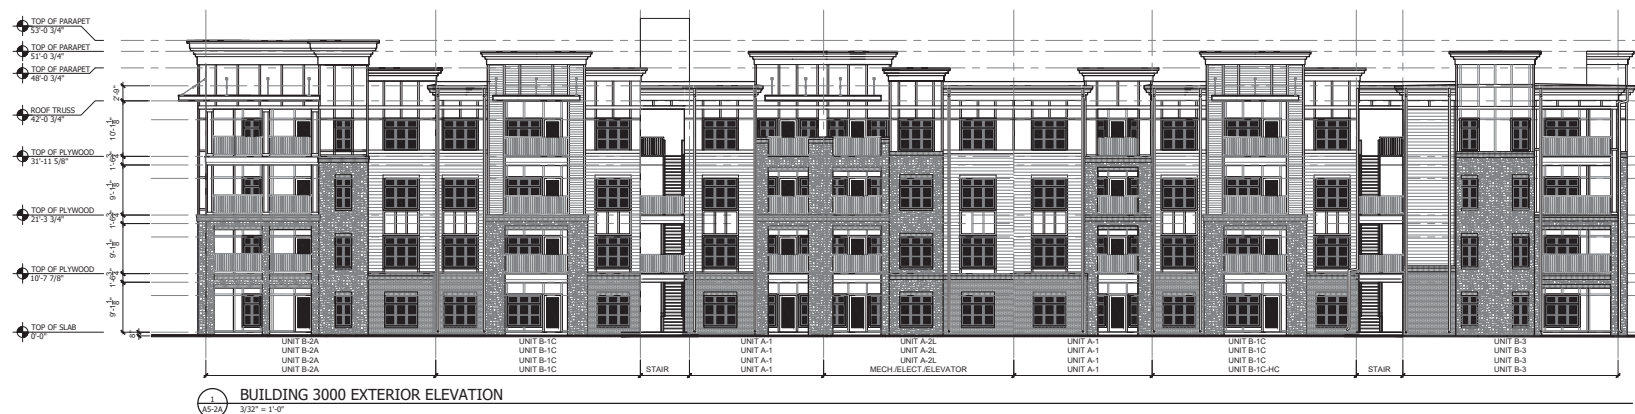 TOP OF PARAPET
53'-0 3/4"
TOP OF PARAPET
51'-0 3/4"
TOP OF PARAPET
48'-0 3/4"
ROOF TRUSS
42'-0 3/4"
TOP OF PLYWOOD
31'-11 5/8"
TOP OF PLYWOOD
21'-3 3/4"
TOP OF PLYWOOD
10'-7 7/8"
TOP OF SLAB
0'-0"
2'-9"
8"
UNIT B-2A
UNIT B-2A
UNIT B-2A
UNIT B-2A
UNIT B-1C
UNIT B-1C
UNIT B-1C
UNIT B-1C
STAIR
UNIT A-1
UNIT A-1
UNIT A-1
UNIT A-1
UNIT A-2L
UNIT A-2L
UNIT A-2L
MECH./ELECT./ELEVATOR
UNIT A-1
UNIT A-1
UNIT A-1
UNIT A-1
UNIT B-1C
UNIT B-1C
UNIT B-1C
UNIT B-1C-HC
STAIR
UNIT B-3
UNIT B-3
UNIT B-3
UNIT B-3
1
A5-2A
BUILDING 3000 EXTERIOR ELEVATION
3/32" = 1'-0"